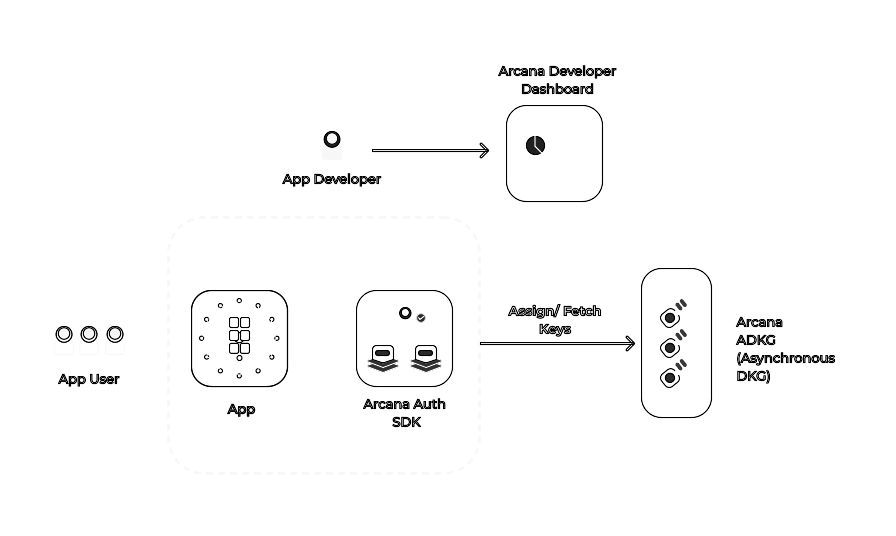 Arcana Developer
Dashboard
App Developer
Assign/ Fetch
Keys
Arcana
ADKG
(Asynchronous
DKG)
App User
App
Arcana Auth
SDK